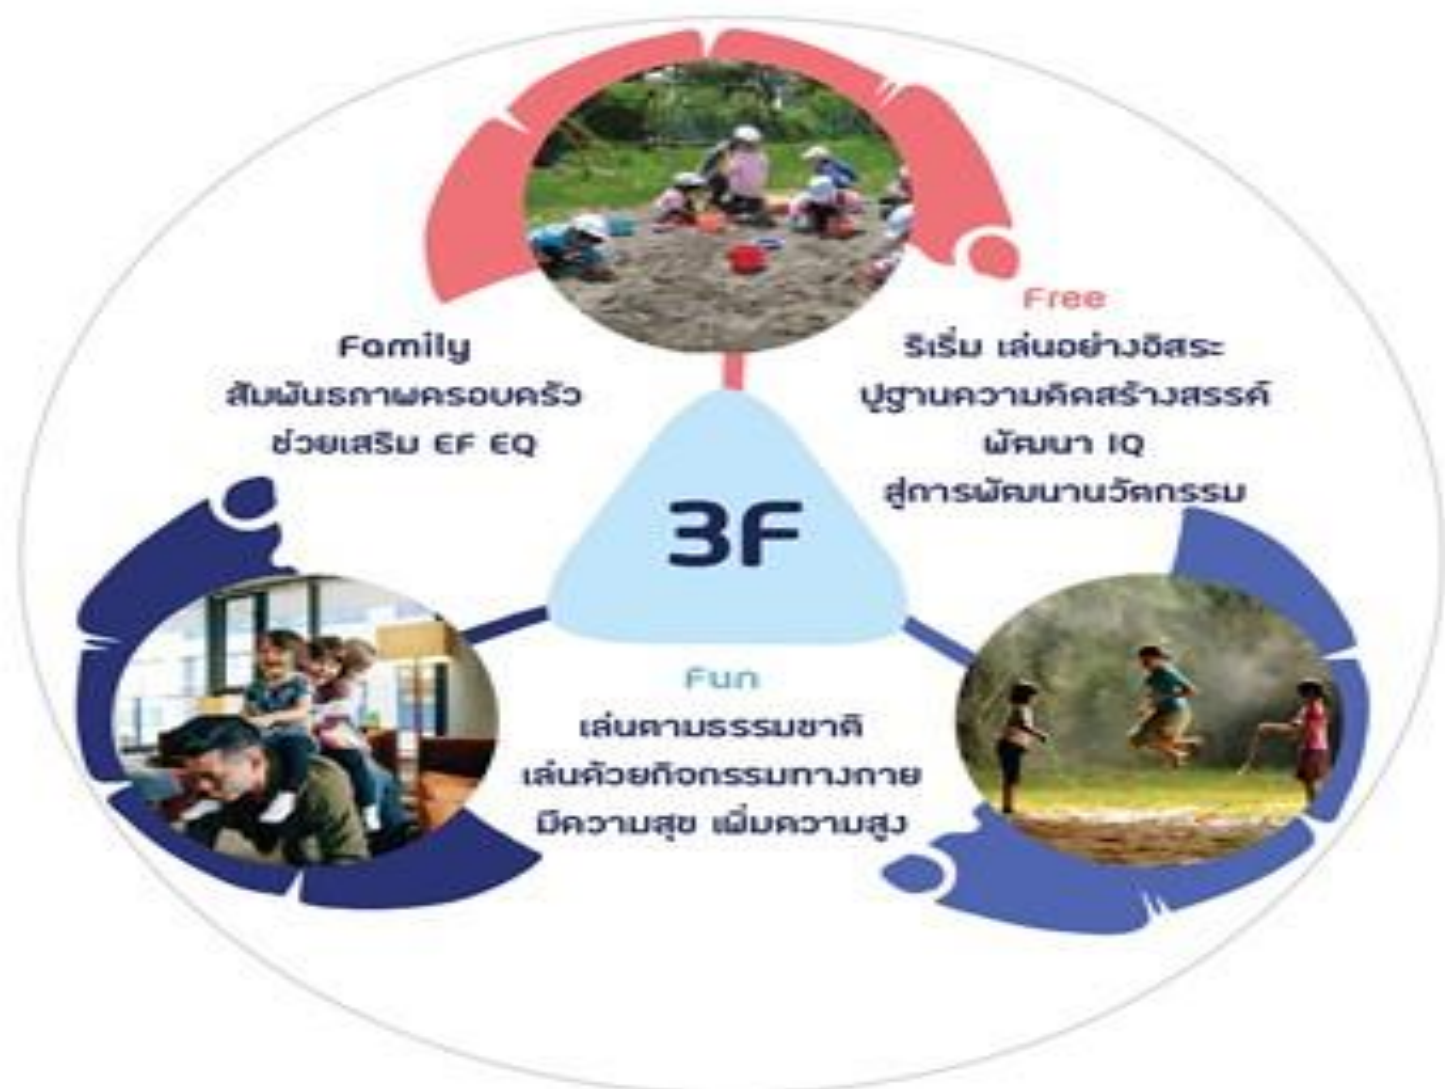 Free
ริเริ่ม เล่นอย่างอิสระ
ปูฐานความคิดสร้างสรรค์
พัฒนา IQ
สู่การพัฒนานวัตกรรม
Family
สัมพันธภาพครอบครัว
ช่วยเสริม EF EQ
3F
Fun
เล่นตามธรรมชาติ
เล่นด้วยกิจกรรมทางกาย
มีความสุข เพิ่มความสูง